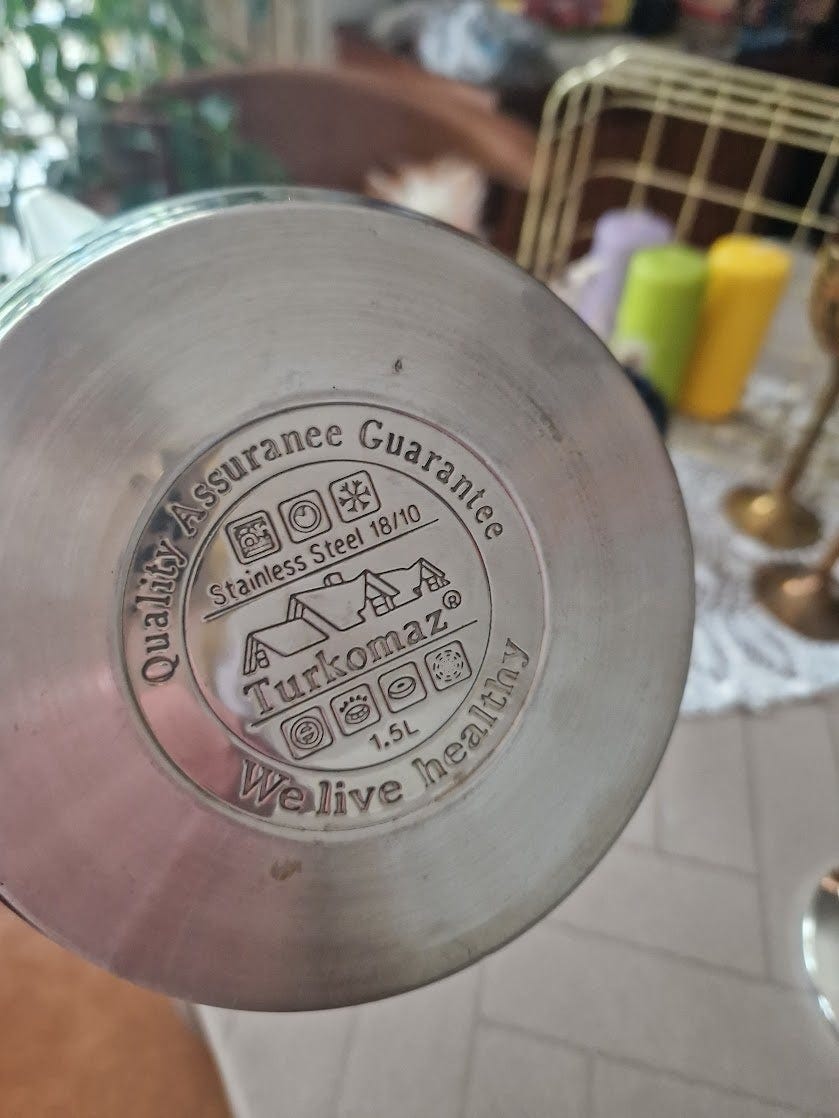 Quality Assuranee Guarantee
Stainless Steel 18/10
Turkomaz®
1.5L
We live healthy